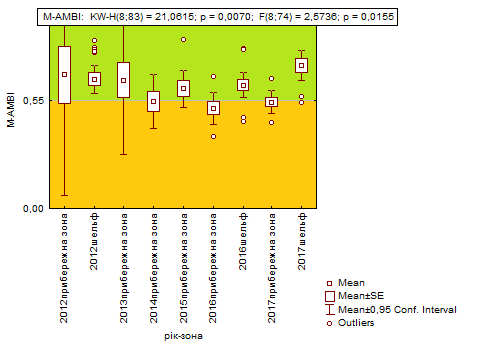 M-AMBI: KW-H(8;83) = 21,0615; p = 0,0070; F(8;74) = 2,5736; p = 0,0155
M-AMBI
0,55
0,00
2012прибережна зона
2012шельф
2013прибережна зона
2014прибережна зона
2015прибережна зона
2016прибережна зона
2016шельф
2017прибережна зона
2017шельф
рік-зона
Mean
Mean±SE
Mean±0,95 Conf. Interval
Outliers